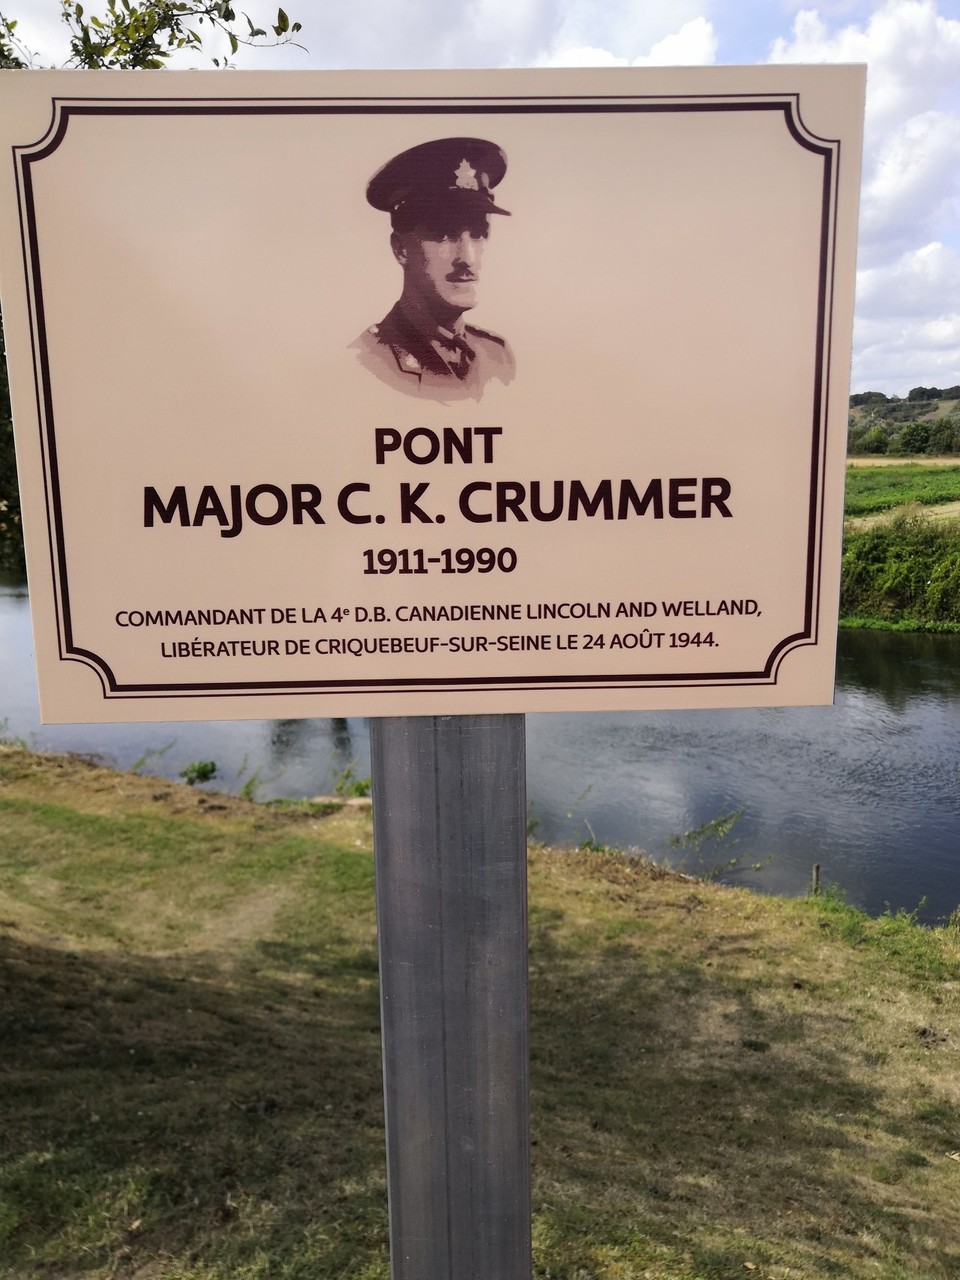 PONT
MAJOR C. K. CRUMMER
1911-1990
COMMANDANT DE LA 4e D.B. CANADIENNE LINCOLN AND WELLAND,
LIBÉRATEUR DE CRIQUEBEUF-SUR-SEINE LE 24 AOÛT 1944.